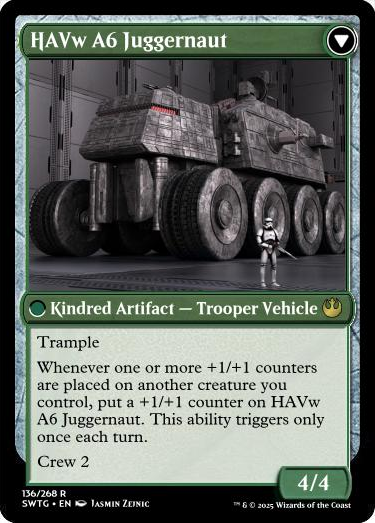 HAVw A6 Juggernaut
Kindred Artifact — Trooper Vehicle
Trample
Whenever one or more +1/+1 counters
are placed on another creature you
control, put a +1/+1 counter on HAVw
A6 Juggernaut. This ability triggers only
once each turn.
Crew 2
4/4
136/268 R
SWTG • EN Jasmin Zejnic
™ & © 2025 Wizards of the Coast